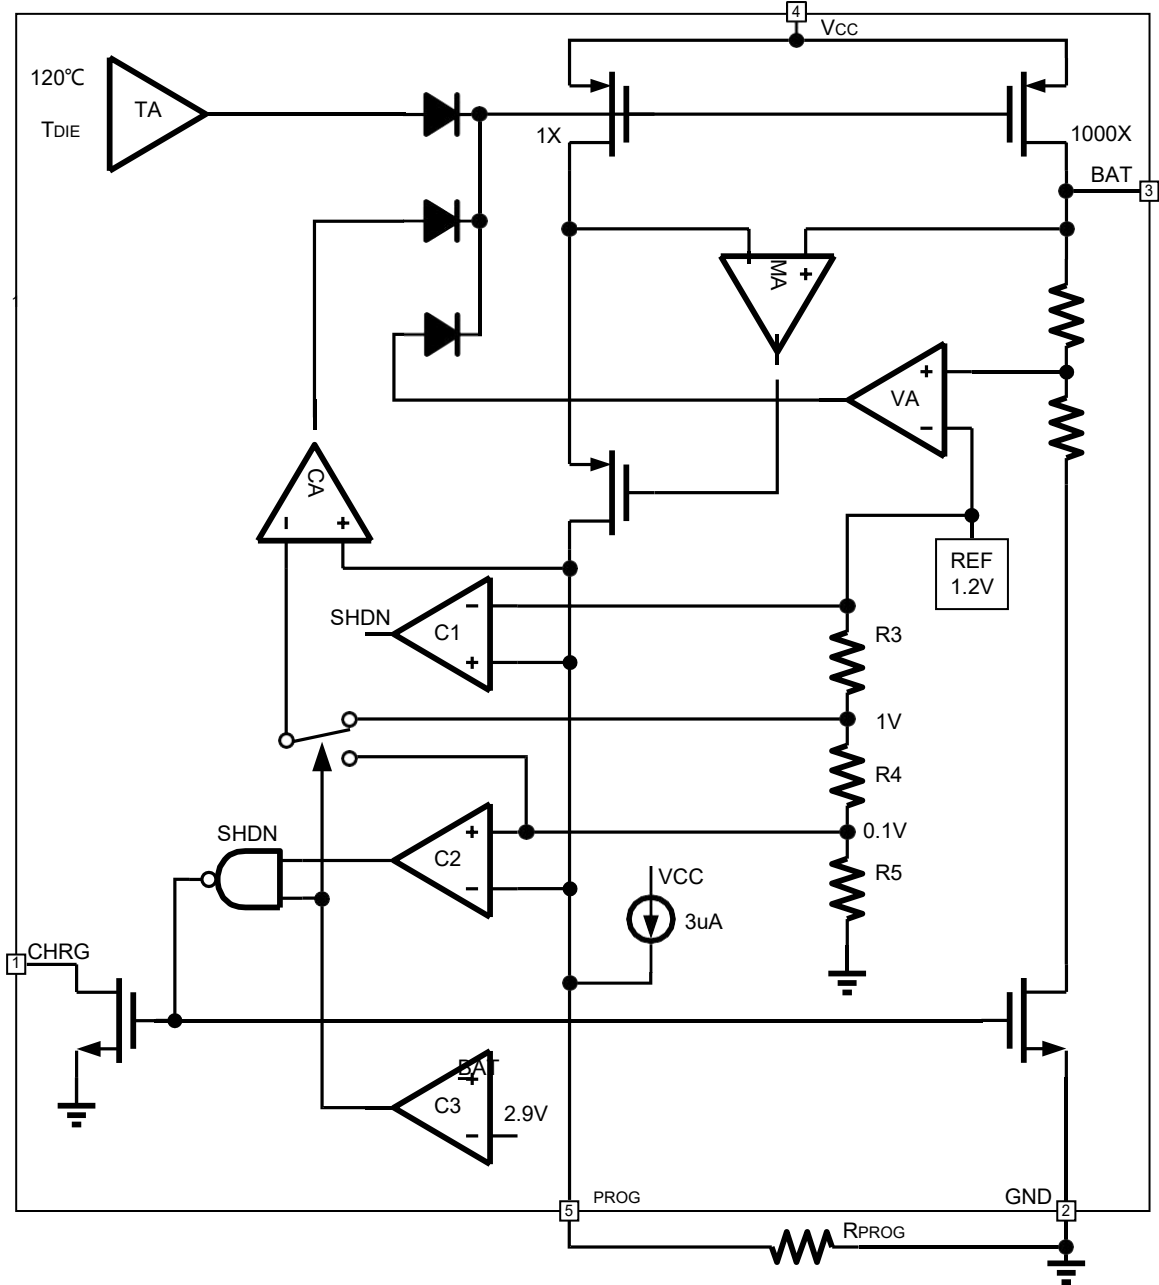 4
VCC
120℃
TA
TDIE
1X
1000X
BAT
3
MA
+
+
VA
−
CA
− +
REF
1.2V
SHDN
−
C1
+
R3
1V
R4
SHDN
+
C2
−
0.1V
R5
VCC
3uA
1
CHRG
BAT
+
C3
2.9V
−
PROG
5
GND
2
RPROG